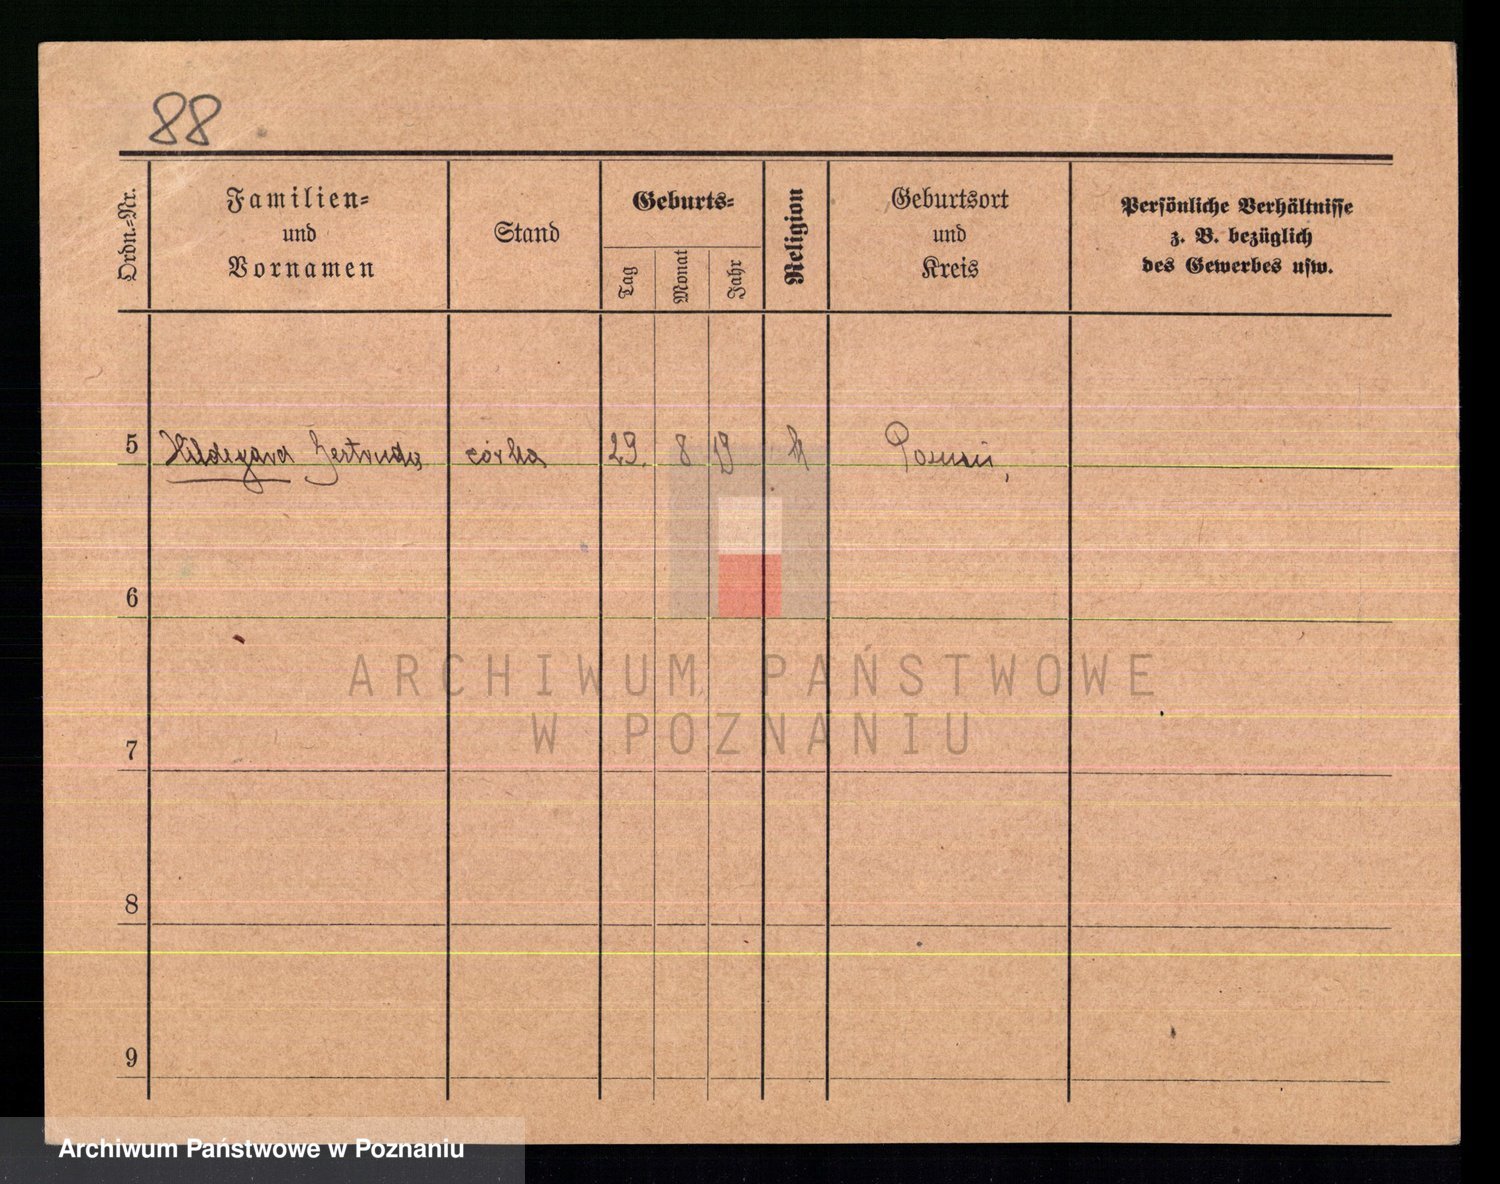 88
Ordn.-Nr.
Familien-
und
Vornamen
Stand
Geburts-
Tag
Monat
Jahr
Religion
Geburtsort
und
Kreis
Persönliche Verhältnisse
z. B. bezüglich
des Gewerbes usw.
5 Hildegard Gertruda córka 29. 8 19 Poznań,
6
7
8
9
ARCHIWUM PAŃSTWOWE
W POZNANIU
Archiwum Państwowe w Poznaniu